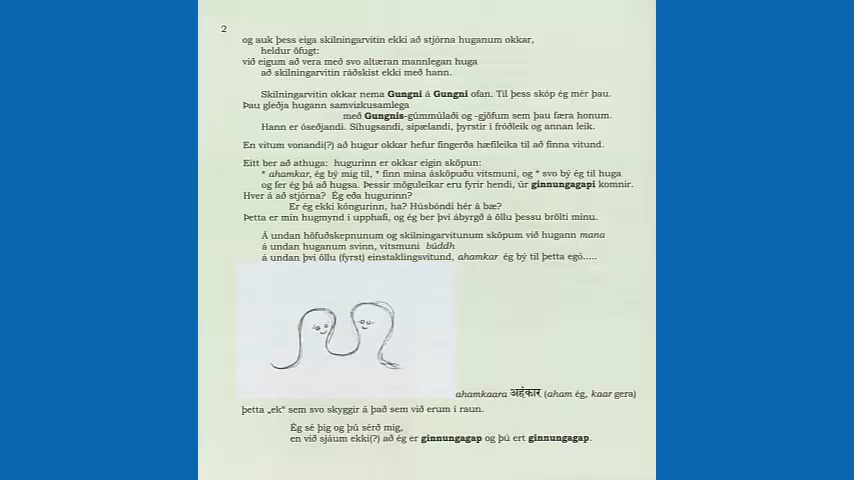 2
og auk þess eiga skilningarvitin ekki að stjórna huganum okkar,
heldur öfugt:
við eigum að vera með svo altæran mannlegan huga
að skilningarvitin ráðskist ekki með hann.
Skilningarvitin okkar nema Gungni á Gungni ofan. Til þess skóp ég mér þau.
Þau gleðja hugann samvizkusamlega
með Gungnis-gúmmúlaði og -gjöfum sem þau færa honum.
Hann er óseðjandi. Síhugsandi, sípælandi, þyrstir í fróðleik og annan leik.
En vitum vonandi(?) að hugur okkar hefur fingerða hæfileika til að finna vitund.
Eitt ber að athuga: hugurinn er okkar eigin sköpun:
* ahamkar, ég bý mig til, * finn mína ásköpuðu vitsmuni, og * svo bý ég til huga
og fer ég þá að hugsa. Þessir möguleikar eru fyrir hendi, úr ginnungagapi komnir.
Hver á að stjórna? Ég eða hugurinn?
Er ég ekki kóngurinn, ha? Húsbóndi hér á bæ?
Þetta er mín hugmynd í upphafi, og ég ber því ábyrgð á öllu þessu brölti mínu.
Á undan höfuðskepnunum og skilningarvitunum sköpum við hugann mana
á undan huganum svinn, vitsmuni búddh
á undan því öllu (fyrst) einstaklingsvitund, ahamkar ég bý til þetta egó.....
ahamkaara अहंकार (aham ég, kaar gera)
þetta „ek“ sem svo skyggir á það sem við erum í raun.
Ég sé þig og þú sérð mig,
en við sjáum ekki(?) að ég er ginnungagap og þú ert ginnungagap.